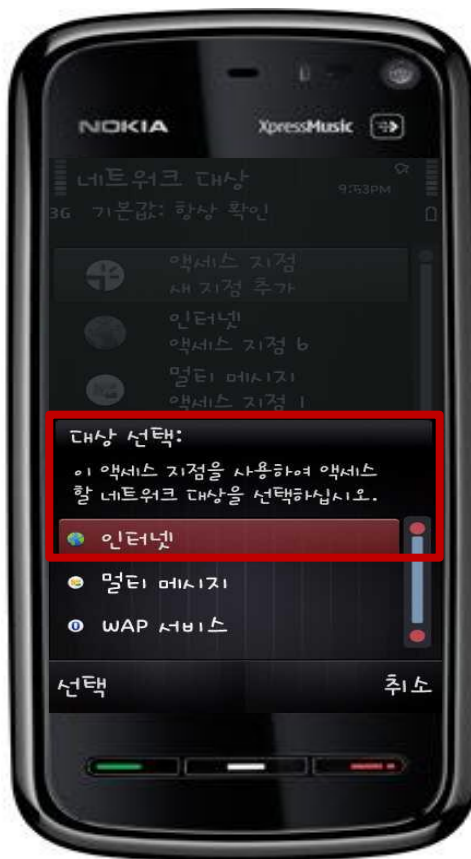 NOKIA
XpressMusic
네트워크 대상
9:53PM
3G 기본값: 항상 확인
액세스 지점
새 지점 추가
인터넷
액세스 지점 6
멀티 메시지
액세스 지점 1
대상 선택:
이 액세스 지점을 사용하여 액세스
할 네트워크 대상을 선택하십시오.
인터넷
멀티 메시지
WAP 서비스
선택
취소